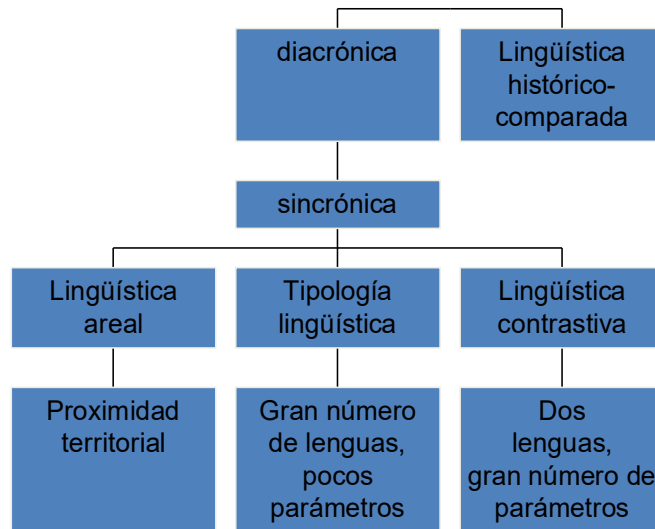 diacrónica
Lingüística
histórico-
comparada
sincrónica
Lingüística
areal
Tipología
lingüística
Lingüística
contrastiva
Proximidad
territorial
Gran número
de lenguas,
pocos
parámetros
Dos
lenguas,
gran número de
parámetros